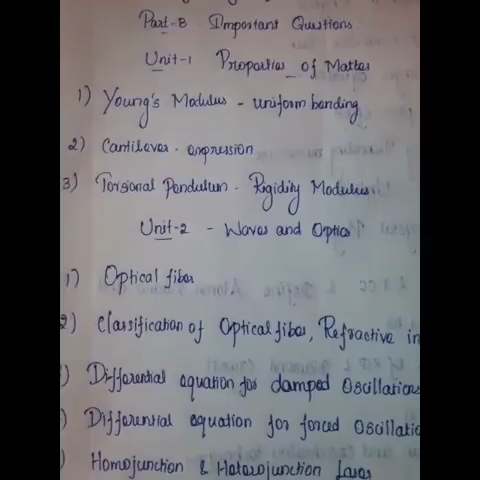 Part-B Important Questions
Unit-1 Properties of Matter
1) Young's Modulus - uniform bending
2) Cantilever - expression
3) Torsional Pendulum - Rigidity Modulus
Unit-2 - Waves and Optics
1) Optical fiber
2) Classification of Optical fiber, Refractive in
) Differential equation for damped Oscillations
) Differential equation for forced Oscillatio
) Homojunction & Heterojunction laser